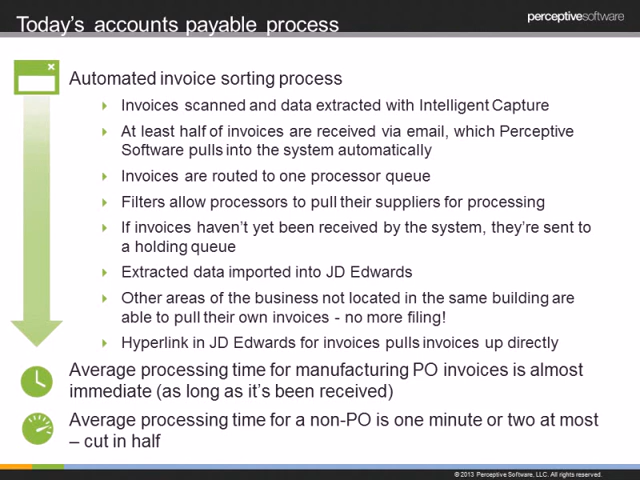 Today's accounts payable process
perceptivesoftware
Automated invoice sorting process
Invoices scanned and data extracted with Intelligent Capture
At least half of invoices are received via email, which Perceptive
Software pulls into the system automatically
Invoices are routed to one processor queue
Filters allow processors to pull their suppliers for processing
If invoices haven't yet been received by the system, they're sent to
a holding queue
Extracted data imported into JD Edwards
Other areas of the business not located in the same building are
able to pull their own invoices - no more filing!
Hyperlink in JD Edwards for invoices pulls invoices up directly
Average processing time for manufacturing PO invoices is almost
immediate (as long as it's been received)
Average processing time for a non-PO is one minute or two at most
– cut in half
© 2013 Perceptive Software, LLC. All rights reserved.